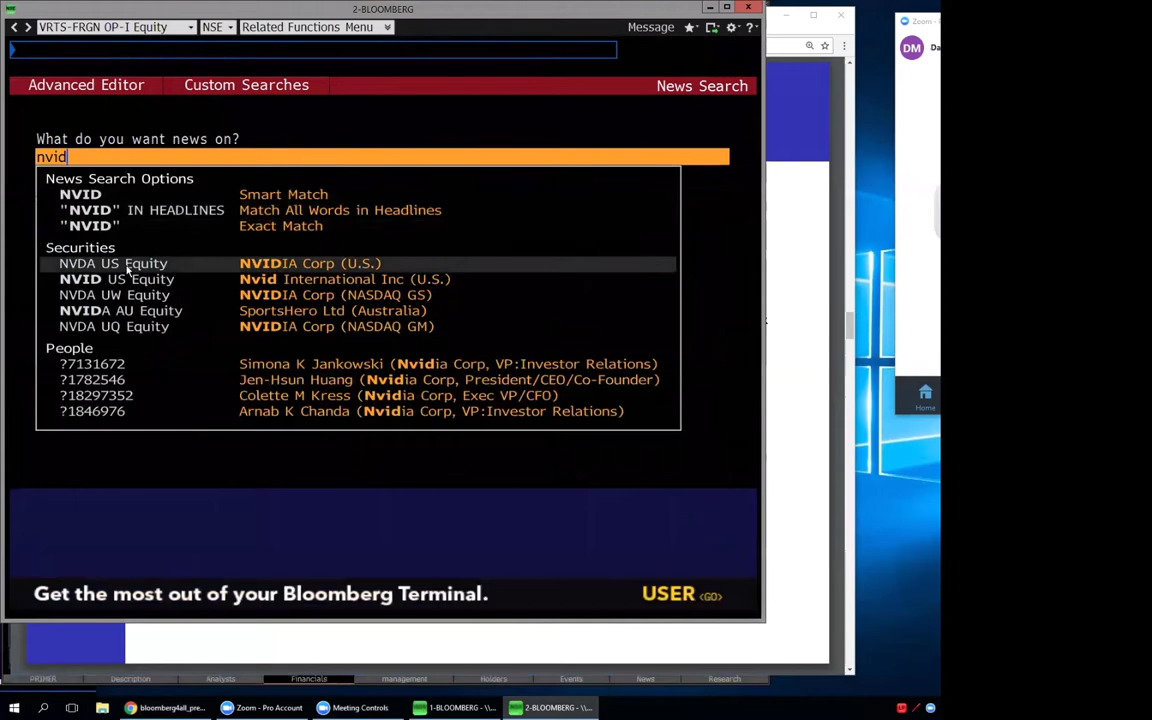 2-BLOOMBERG
VRTS-FRGN OP-I Equity NSE Related Functions Menu Message
Advanced Editor Custom Searches News Search
What do you want news on?
nvid
News Search Options
NVID Smart Match
"NVID" IN HEADLINES Match All Words in Headlines
"NVID" Exact Match
Securities
NVDA US Equity NVIDIA Corp (U.S.)
NVID US Equity Nvid International Inc (U.S.)
NVDA UW Equity NVIDIA Corp (NASDAQ GS)
NVIDA AU Equity SportsHero Ltd (Australia)
NVDA UQ Equity NVIDIA Corp (NASDAQ GM)
People
?7131672 Simona K Jankowski (Nvidia Corp, VP:Investor Relations)
?1782546 Jen-Hsun Huang (Nvidia Corp, President/CEO/Co-Founder)
?18297352 Colette M Kress (Nvidia Corp, Exec VP/CFO)
?1846976 Arnab K Chanda (Nvidia Corp, VP:Investor Relations)
Get the most out of your Bloomberg Terminal. USER <GO>
Zoom
DM Da
Home
PRIMER Description Analysts Financials management Holders Events News Research
bloomberg4all_pre... Zoom - Pro Account Meeting Controls 1-BLOOMBERG - \\... 2-BLOOMBERG - \\...